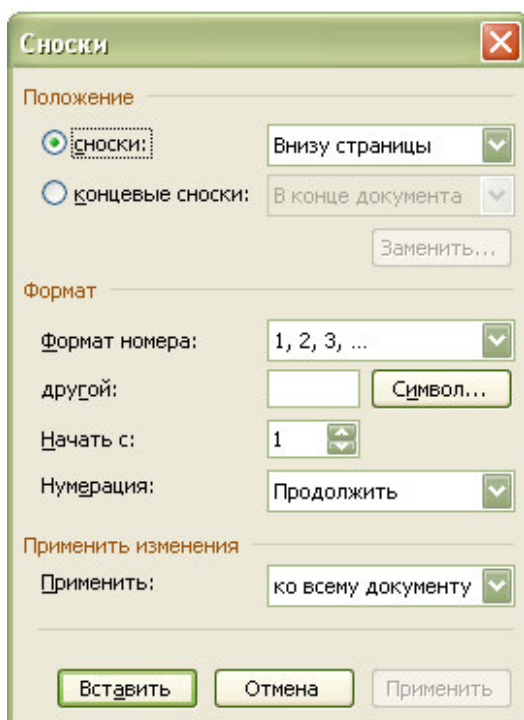 Сноски
Положение
сноски: Внизу страницы
концевые сноски: В конце документа
Заменить...
Формат
Формат номера: 1, 2, 3, ...
другой: Символ...
Начать с: 1
Нумерация: Продолжить
Применить изменения
Применить: ко всему документу
Вставить Отмена Применить